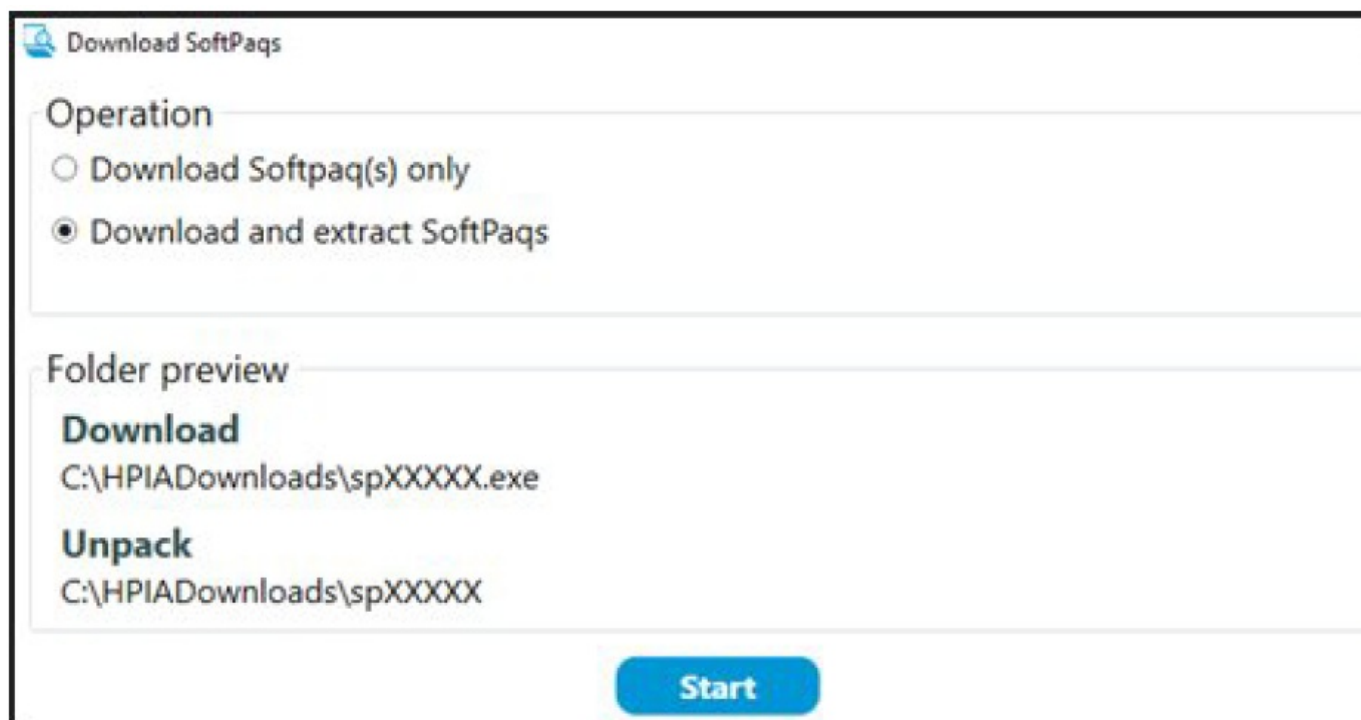 Download SoftPaqs
Operation
Download Softpaq(s) only
Download and extract SoftPaqs
Folder preview
Download
C:\HPIADownloads\spXXXXX.exe
Unpack
C:\HPIADownloads\spXXXXX
Start